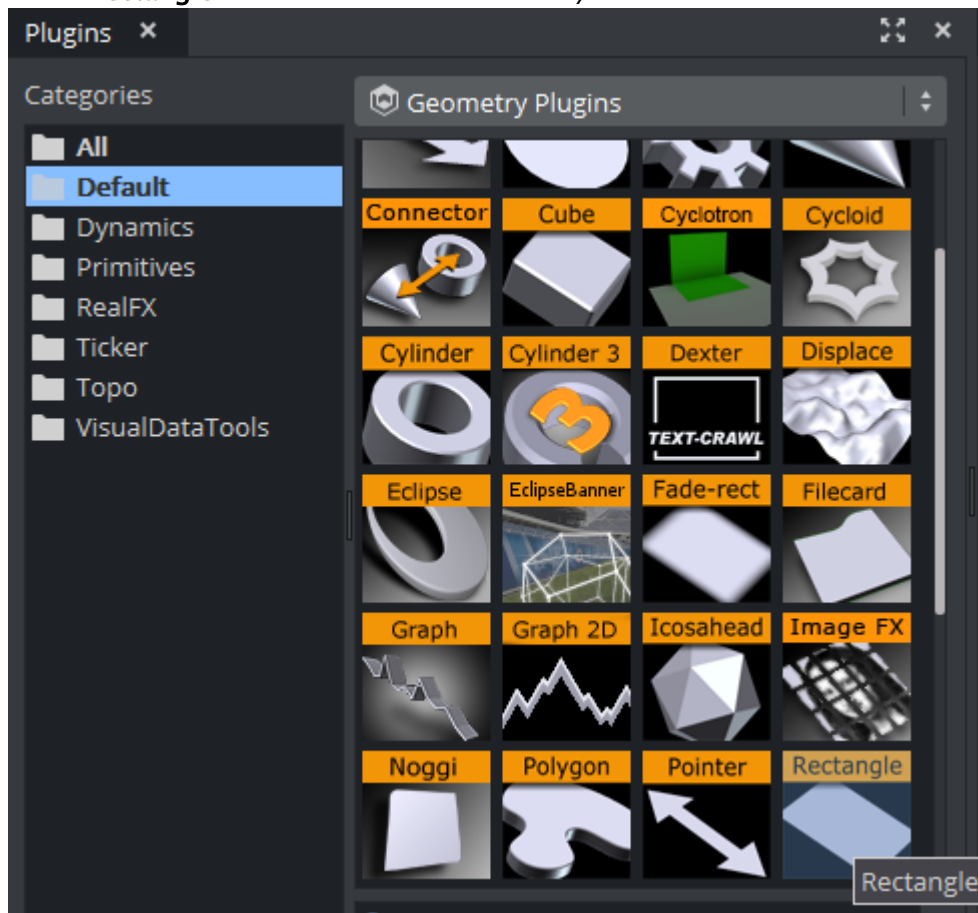 Plugins
Categories
Geometry Plugins
All
Default
Dynamics
Primitives
RealFX
Ticker
Topo
VisualDataTools
Connector Cube Cyclotron Cycloid
Cylinder Cylinder 3 Dexter Displace
3
TEXT-CRAWL
Eclipse EclipseBanner Fade-rect Filecard
Graph Graph 2D Icosahead Image FX
Noggi Polygon Pointer Rectangle
Rectangle